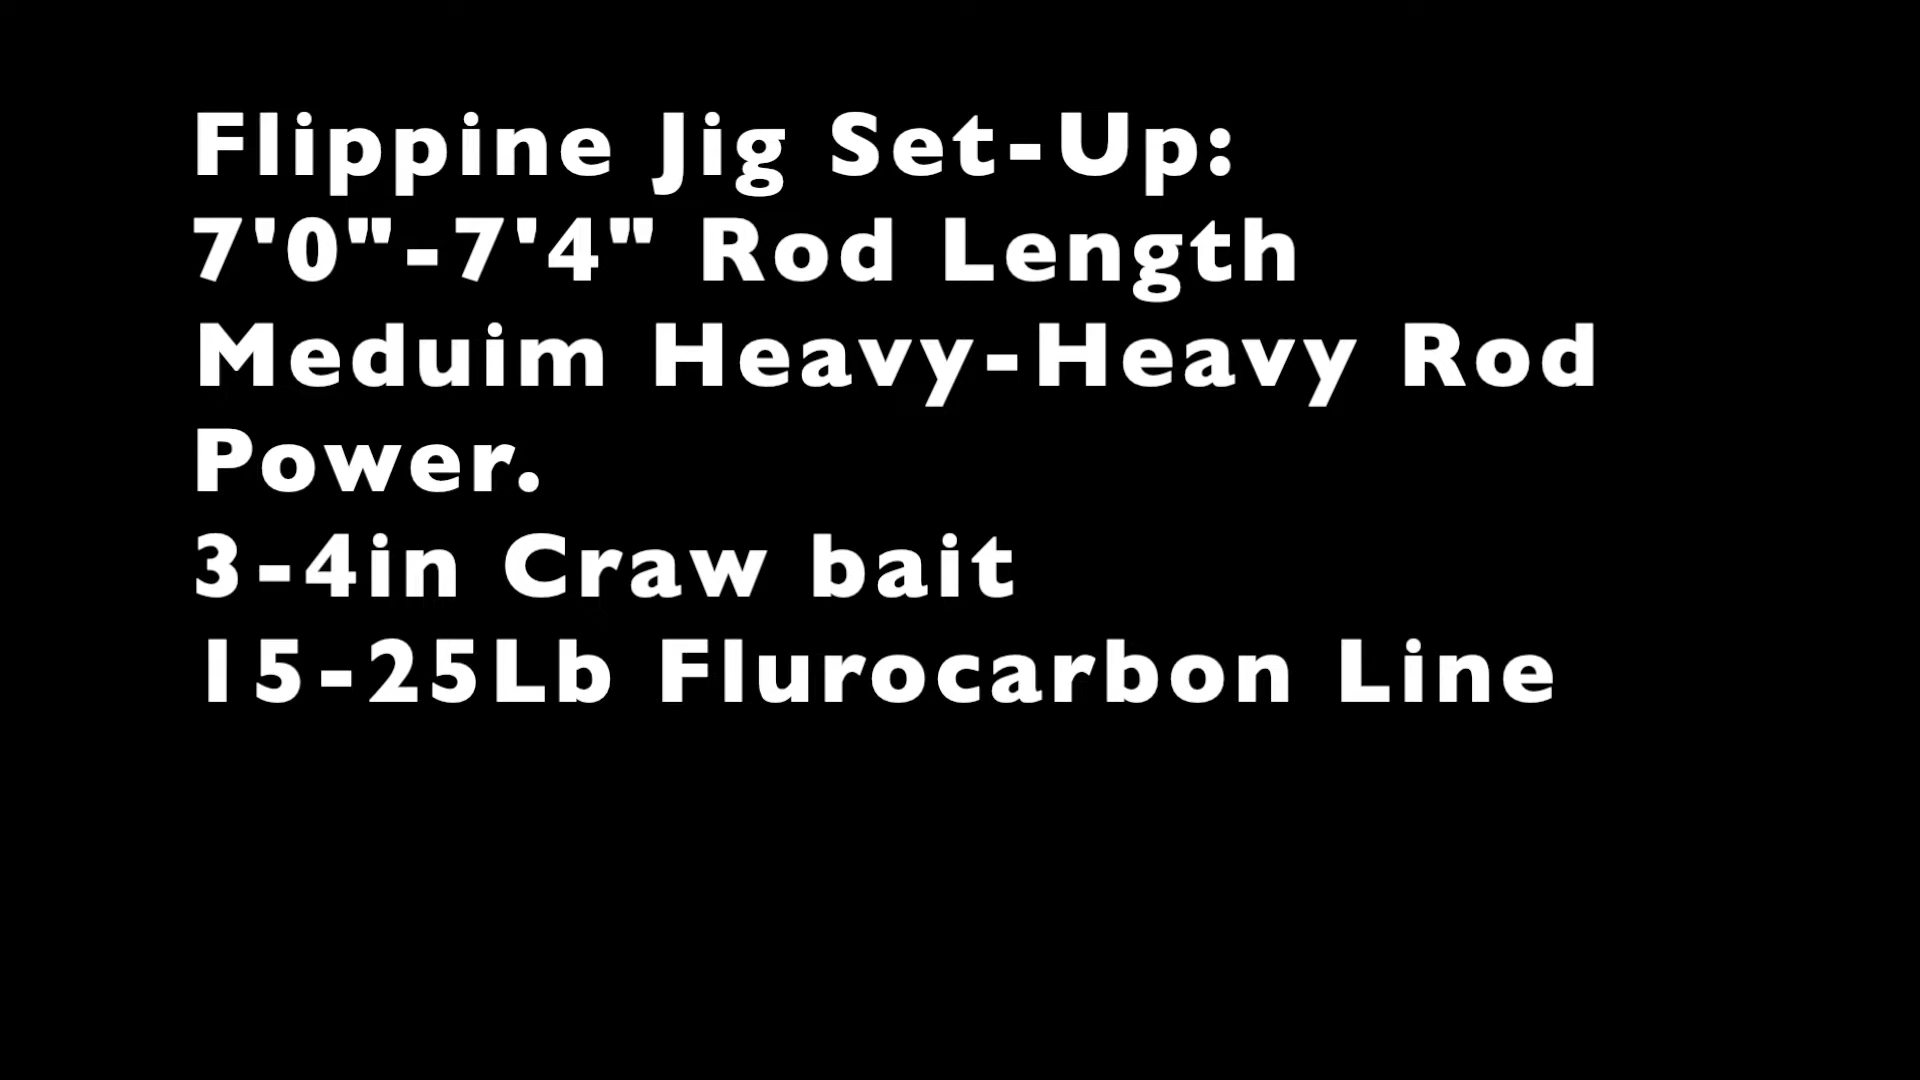 Flippine Jig Set-Up:
7'0"-7'4" Rod Length
Meduim Heavy-Heavy Rod
Power.
3-4in Craw bait
15-25Lb Flurocarbon Line